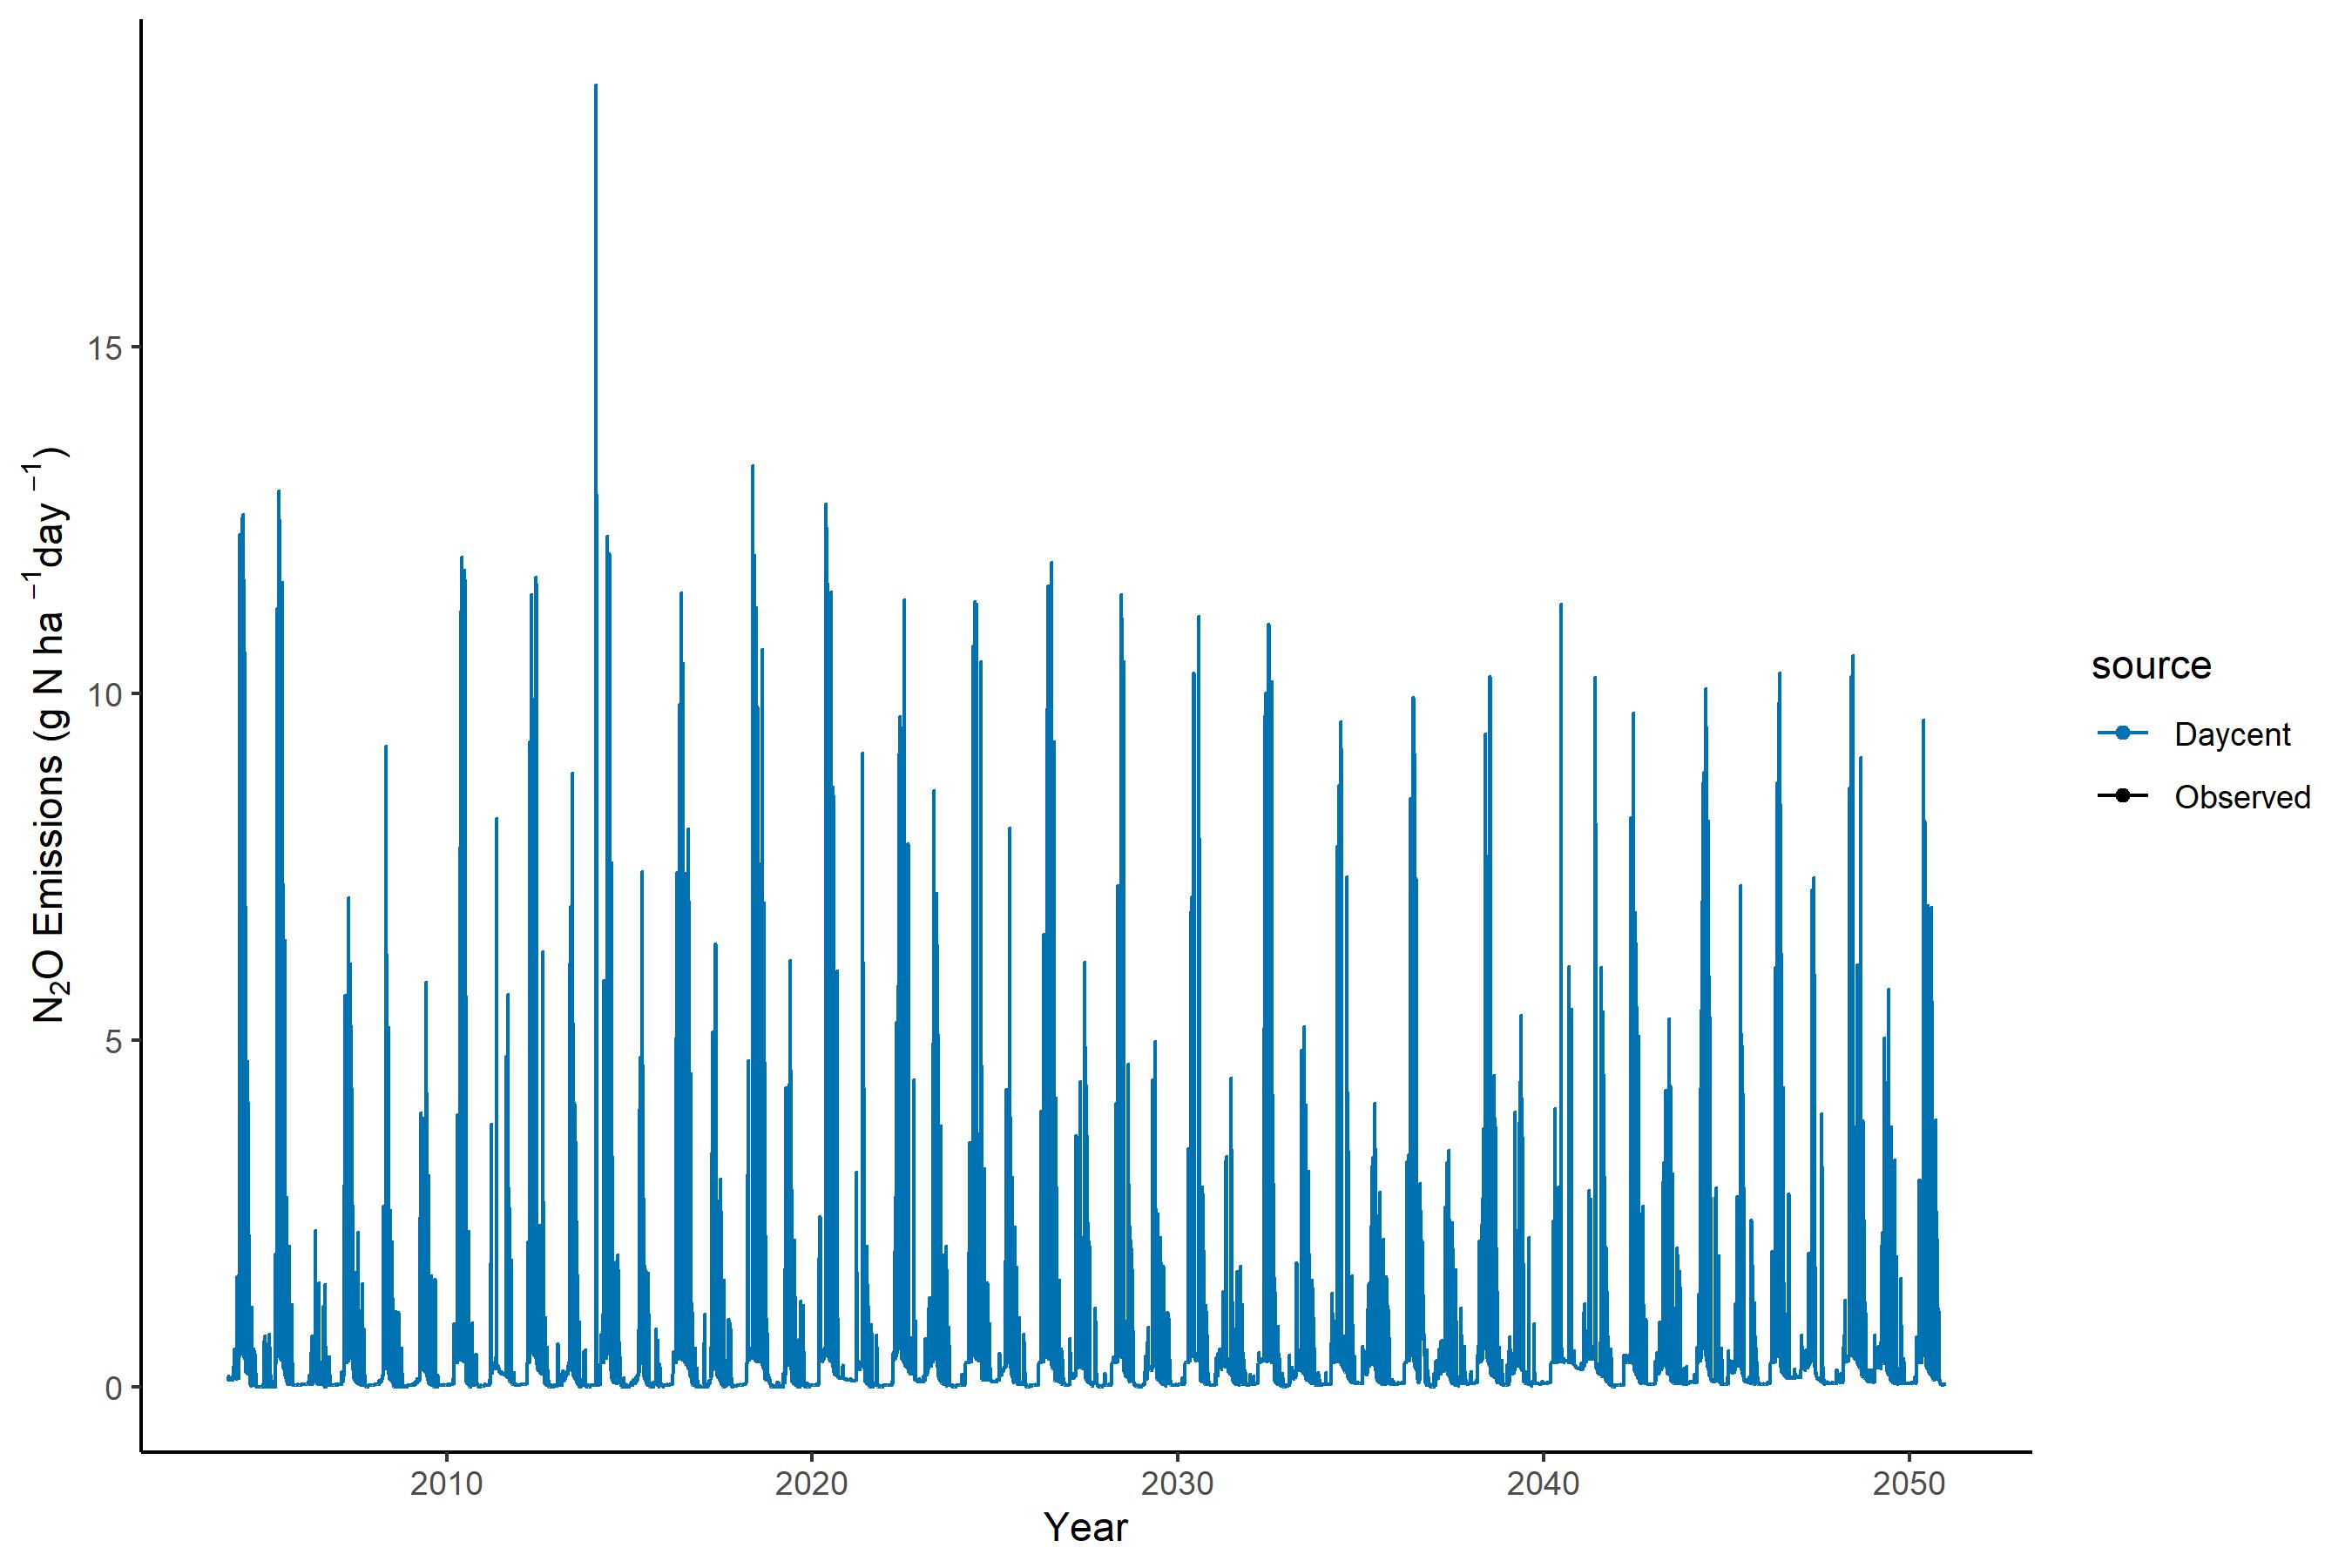 N₂O Emissions (g N ha ⁻¹day ⁻¹)
15
10
5
0
2010 2020 2030 2040 2050
Year
source
Daycent
Observed